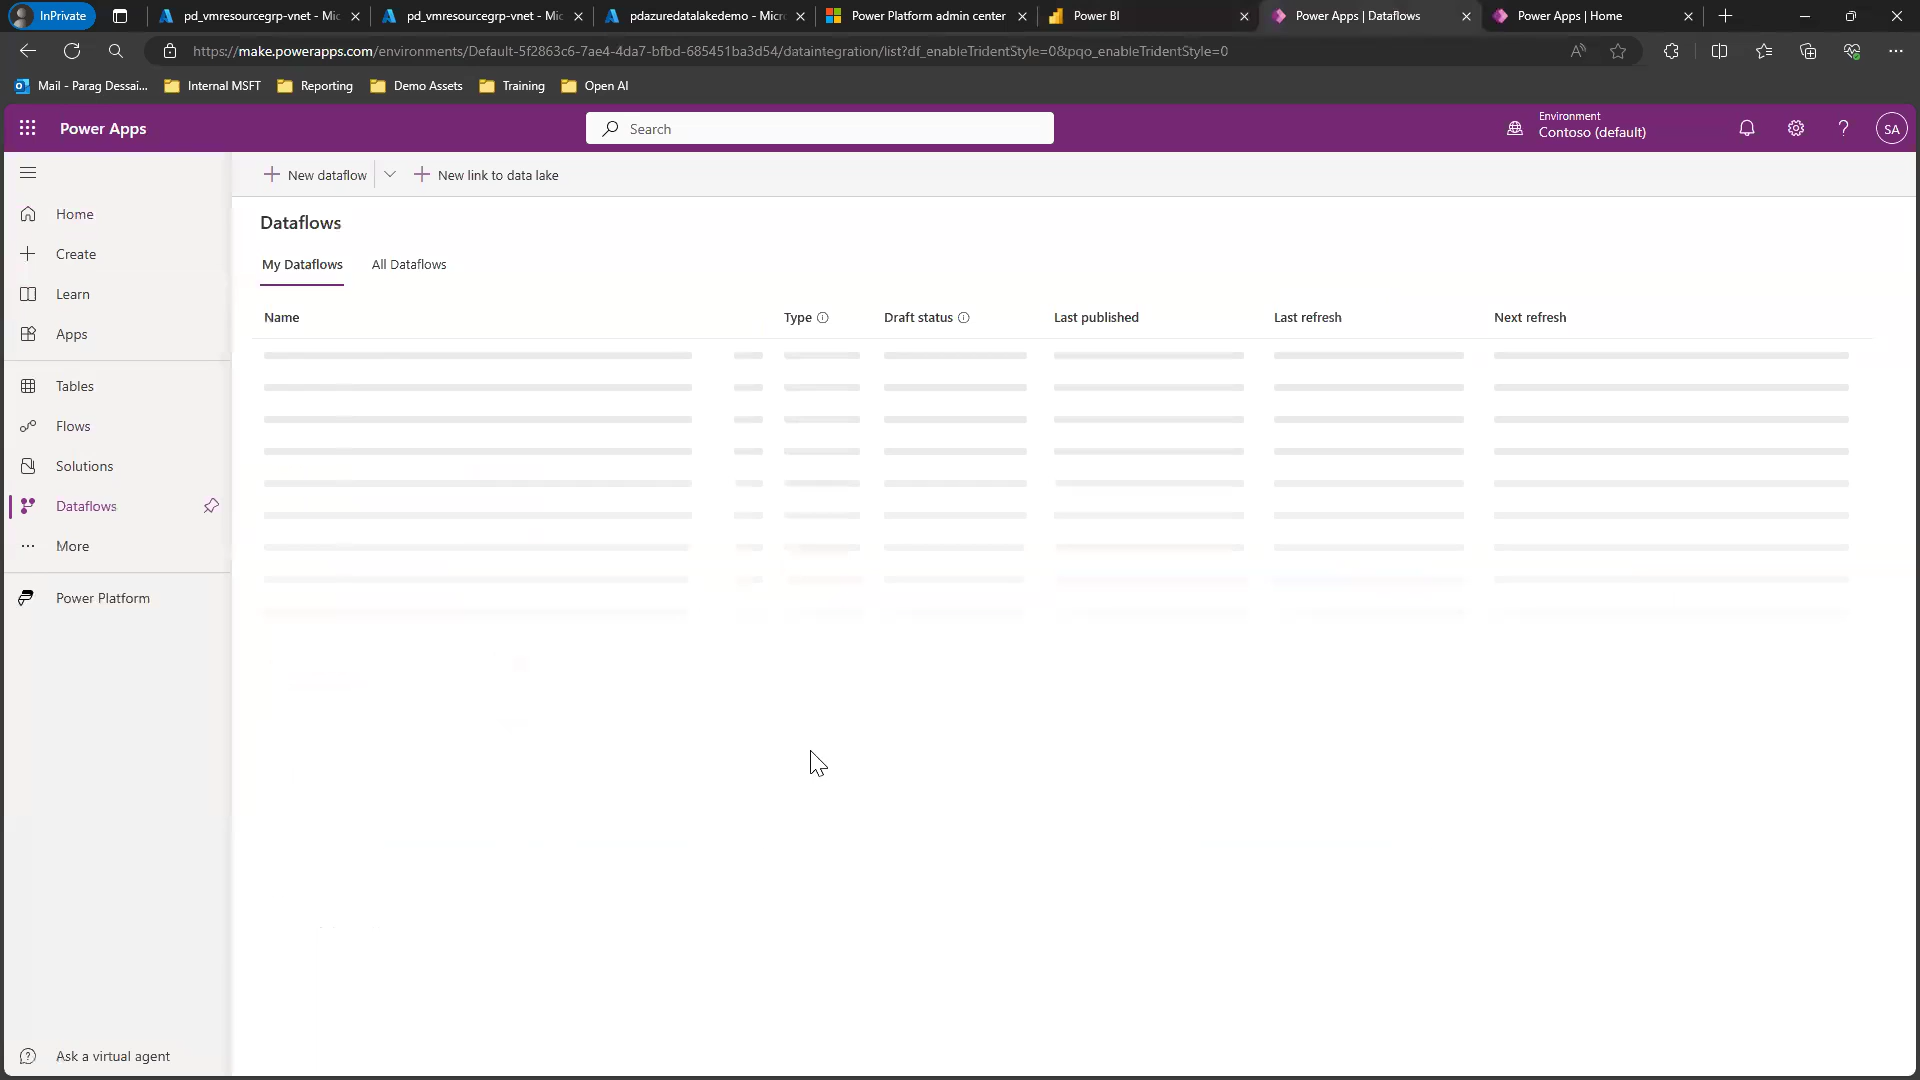 InPrivate
pd_vmresourcegrp-vnet - Mic
pd_vmresourcegrp-vnet - Mic
pdazuredatalakedemo - Micro
Power Platform admin center
Power BI
Power Apps | Dataflows
Power Apps | Home
https://make.powerapps.com/environments/Default-5f2863c6-7ae4-4da7-bfbd-685451ba3d54/dataintegration/list?df_enableTridentStyle=0&pqo_enableTridentStyle=0
Mail - Parag Dessai...
Internal MSFT
Reporting
Demo Assets
Training
Open AI
Power Apps
Search
Environment
Contoso (default)
SA
New dataflow
New link to data lake
Home
Create
Learn
Apps
Tables
Flows
Solutions
Dataflows
More
Power Platform
Ask a virtual agent
Dataflows
My Dataflows
All Dataflows
Name
Type
Draft status
Last published
Last refresh
Next refresh